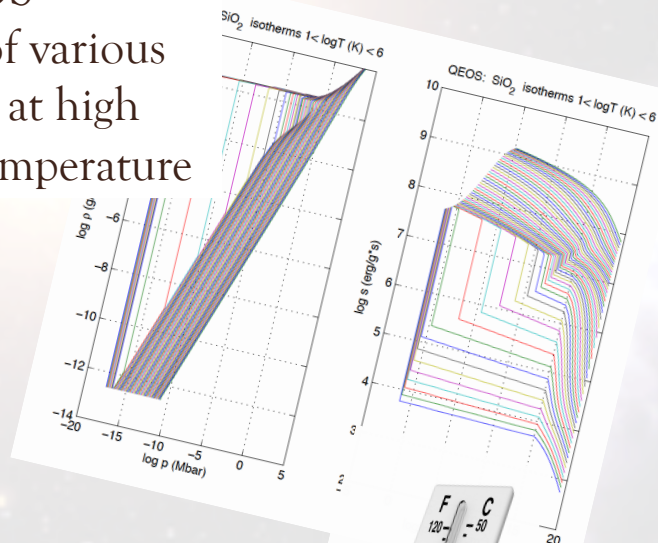 of various
at high
mperature
SiO2 isotherms 1< logT (K) < 6
log ρ (g
−6
−8
−10
−12
−14
−20
−15
−10
−5
0
5
log p (Mbar)
QEOS: SiO2 isotherms 1< logT (K) < 6
10
9
8
7
6
5
4
3
log s (erg/g*s)
20
F C
120 50